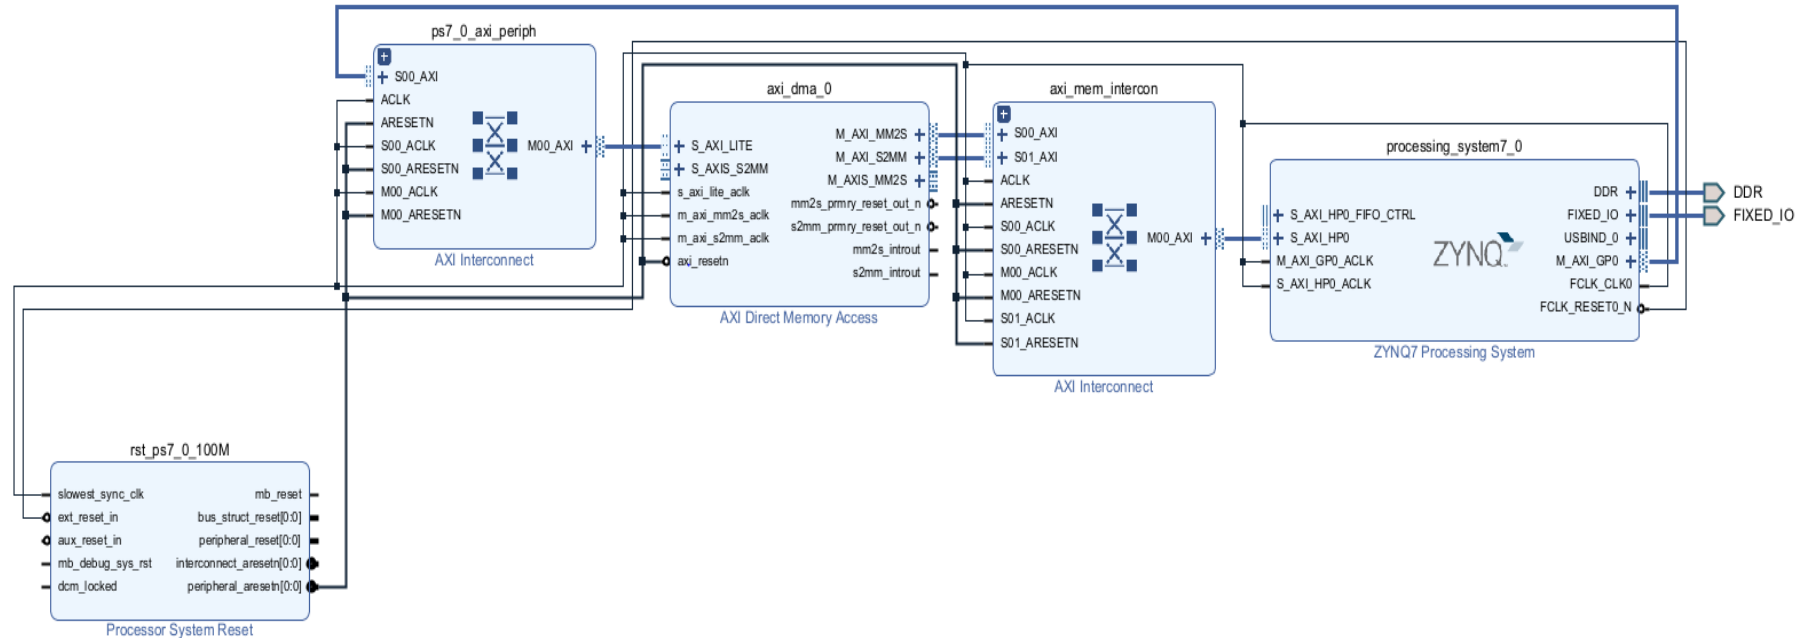 ps7_0_axi_periph
S00_AXI
ACLK
ARESETN
S00_ACLK
S00_ARESETN
M00_ACLK
M00_ARESETN
M00_AXI
AXI Interconnect
axi_dma_0
S_AXI_LITE
S_AXIS_S2MM
s_axi_lite_aclk
m_axi_mm2s_aclk
m_axi_s2mm_aclk
axi_resetn
M_AXI_MM2S
M_AXI_S2MM
M_AXIS_MM2S
mm2s_prmry_reset_out_n
s2mm_prmry_reset_out_n
mm2s_introut
s2mm_introut
AXI Direct Memory Access
axi_mem_intercon
S00_AXI
S01_AXI
ACLK
ARESETN
S00_ACLK
S00_ARESETN
M00_ACLK
M00_ARESETN
S01_ACLK
S01_ARESETN
M00_AXI
AXI Interconnect
processing_system7_0
S_AXI_HP0_FIFO_CTRL
S_AXI_HP0
M_AXI_GP0_ACLK
S_AXI_HP0_ACLK
ZYNQ
DDR
FIXED_IO
USBIND_0
M_AXI_GP0
FCLK_CLK0
FCLK_RESET0_N
ZYNQ7 Processing System
DDR
FIXED_IO
rst_ps7_0_100M
slowest_sync_clk
ext_reset_in
aux_reset_in
mb_debug_sys_rst
dcm_locked
mb_reset
bus_struct_reset[0:0]
peripheral_reset[0:0]
interconnect_aresetn[0:0]
peripheral_aresetn[0:0]
Processor System Reset